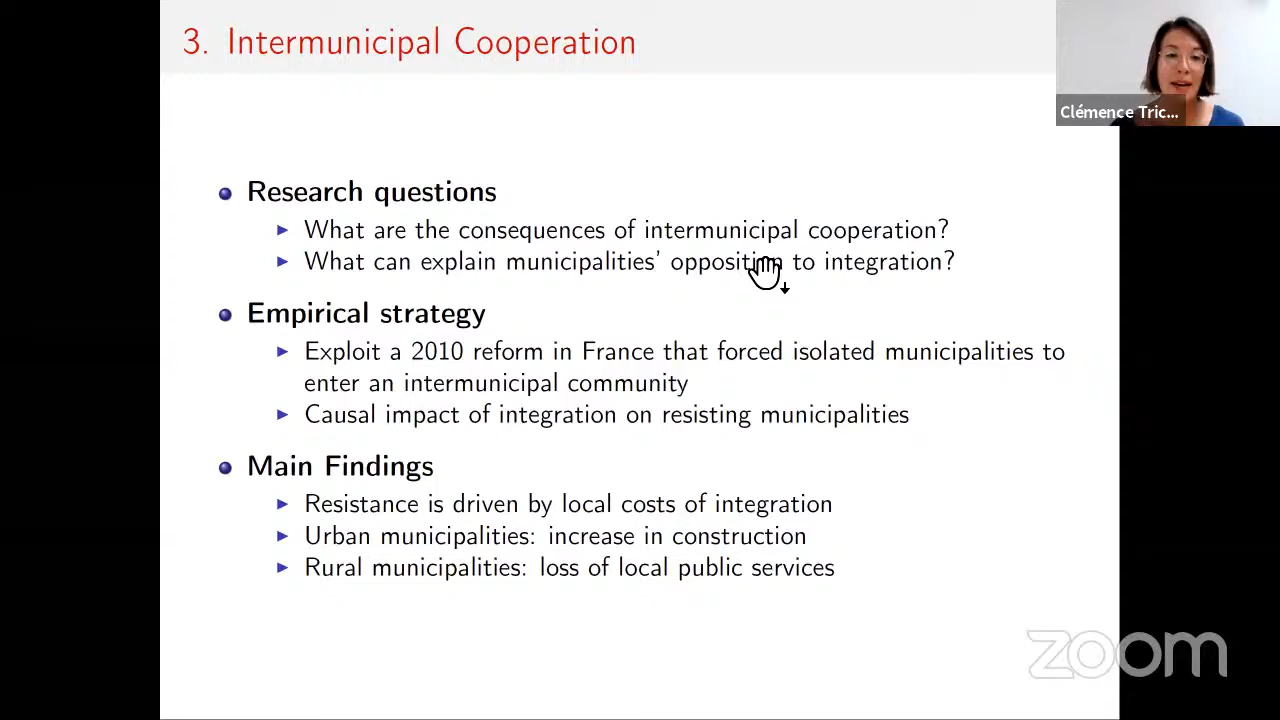 3. Intermunicipal Cooperation
Clémence Tric...
Research questions
What are the consequences of intermunicipal cooperation?
What can explain municipalities' opposition to integration?
Empirical strategy
Exploit a 2010 reform in France that forced isolated municipalities to
enter an intermunicipal community
Causal impact of integration on resisting municipalities
Main Findings
Resistance is driven by local costs of integration
Urban municipalities: increase in construction
Rural municipalities: loss of local public services
zoom